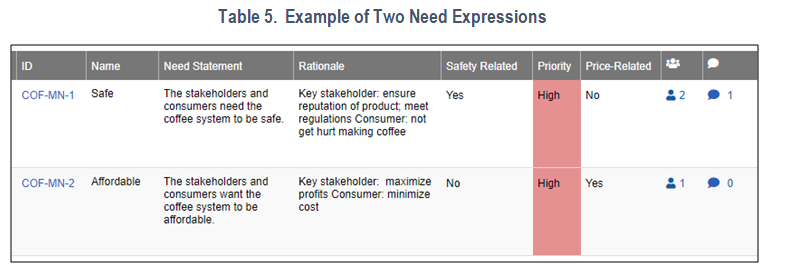 Table 5.  Example of Two Need Expressions
ID Name Need Statement Rationale Safety Related Priority Price-Related
COF-MN-1 Safe The stakeholders and Key stakeholder: ensure Yes High No 2 1
consumers need the reputation of product; meet
coffee system to be safe. regulations Consumer: not
get hurt making coffee
COF-MN-2 Affordable The stakeholders and Key stakeholder:  maximize No High Yes 1 0
consumers want the profits Consumer: minimize
coffee system to be cost
affordable.